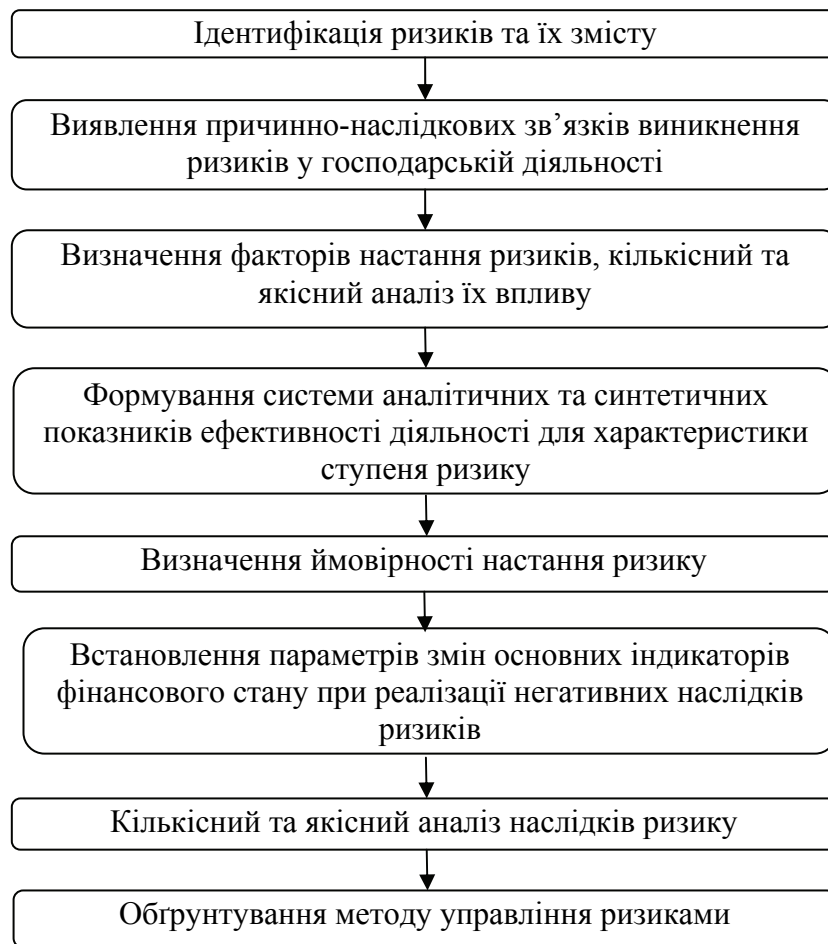 Ідентифікація ризиків та їх змісту
Виявлення причинно-наслідкових зв’язків виникнення
ризиків у господарській діяльності
Визначення факторів настання ризиків, кількісний та
якісний аналіз їх впливу
Формування системи аналітичних та синтетичних
показників ефективності діяльності для характеристики
ступеня ризику
Визначення ймовірності настання ризику
Встановлення параметрів змін основних індикаторів
фінансового стану при реалізації негативних наслідків
ризиків
Кількісний та якісний аналіз наслідків ризику
Обґрунтування методу управління ризиками